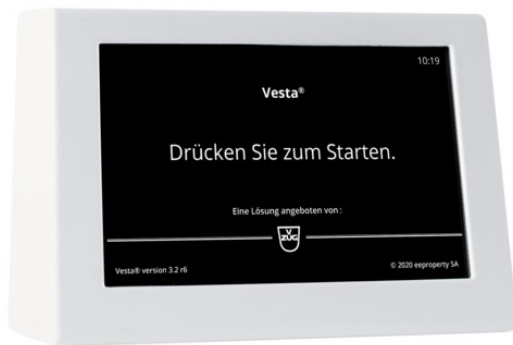 10:19
Vesta®
Drücken Sie zum Starten.
Eine Lösung angeboten von :
V
ZUG
Vesta® version 3.2 r6
© 2020 eeproperty SA